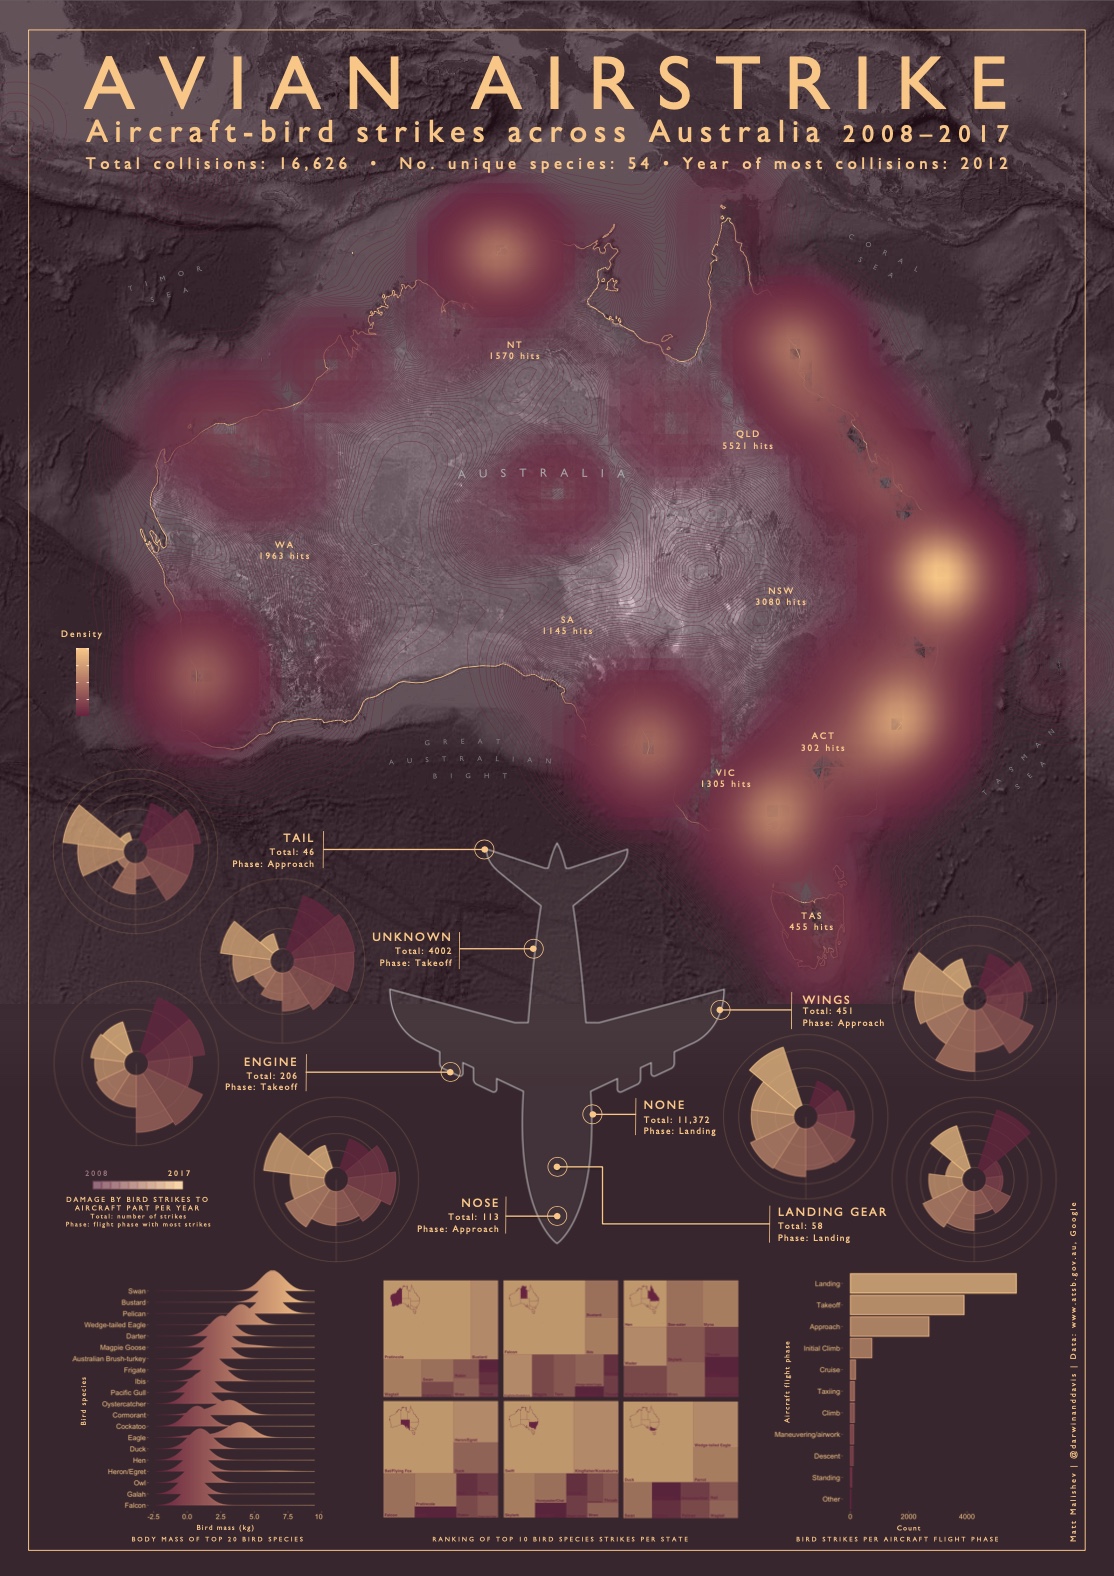 AVIAN AIRSTRIKE
Aircraft-bird strikes across Australia 2008–2017
Total collisions: 16,626 • No. unique species: 54 • Year of most collisions: 2012
TIMOR
SEA
CORAL
SEA
NT
1570 hits
QLD
5521 hits
AUSTRALIA
WA
1963 hits
NSW
3080 hits
SA
1145 hits
Density
GREAT
AUSTRALIAN
BIGHT
ACT
302 hits
TASMAN
SEA
VIC
1305 hits
TAS
455 hits
TAIL
Total: 46
Phase: Approach
UNKNOWN
Total: 4002
Phase: Takeoff
WINGS
Total: 451
Phase: Approach
ENGINE
Total: 206
Phase: Takeoff
NONE
Total: 11,372
Phase: Landing
NOSE
Total: 113
Phase: Approach
LANDING GEAR
Total: 58
Phase: Landing
2008 2017
DAMAGE BY BIRD STRIKES TO
AIRCRAFT PART PER YEAR
Total: number of strikes
Phase: flight phase with most strikes
Bird species
Swan
Bustard
Pelican
Wedge-tailed Eagle
Darter
Magpie Goose
Australian Brush-turkey
Frigate
Ibis
Pacific Gull
Oystercatcher
Cormorant
Cockatoo
Eagle
Duck
Hen
Heron/Egret
Owl
Galah
Falcon
-2.5 0.0 2.5 5.0 7.5 10
Bird mass (kg)
BODY MASS OF TOP 20 BIRD SPECIES
RANKING OF TOP 10 BIRD SPECIES STRIKES PER STATE
Aircraft flight phase
Landing
Takeoff
Approach
Initial Climb
Cruise
Taxiing
Climb
Maneuvering/airwork
Descent
Standing
Other
0 2000 4000
Count
BIRD STRIKES PER AIRCRAFT FLIGHT PHASE
Matt Malishev | @darwinanddavis | Data: www.atsb.gov.au, Google